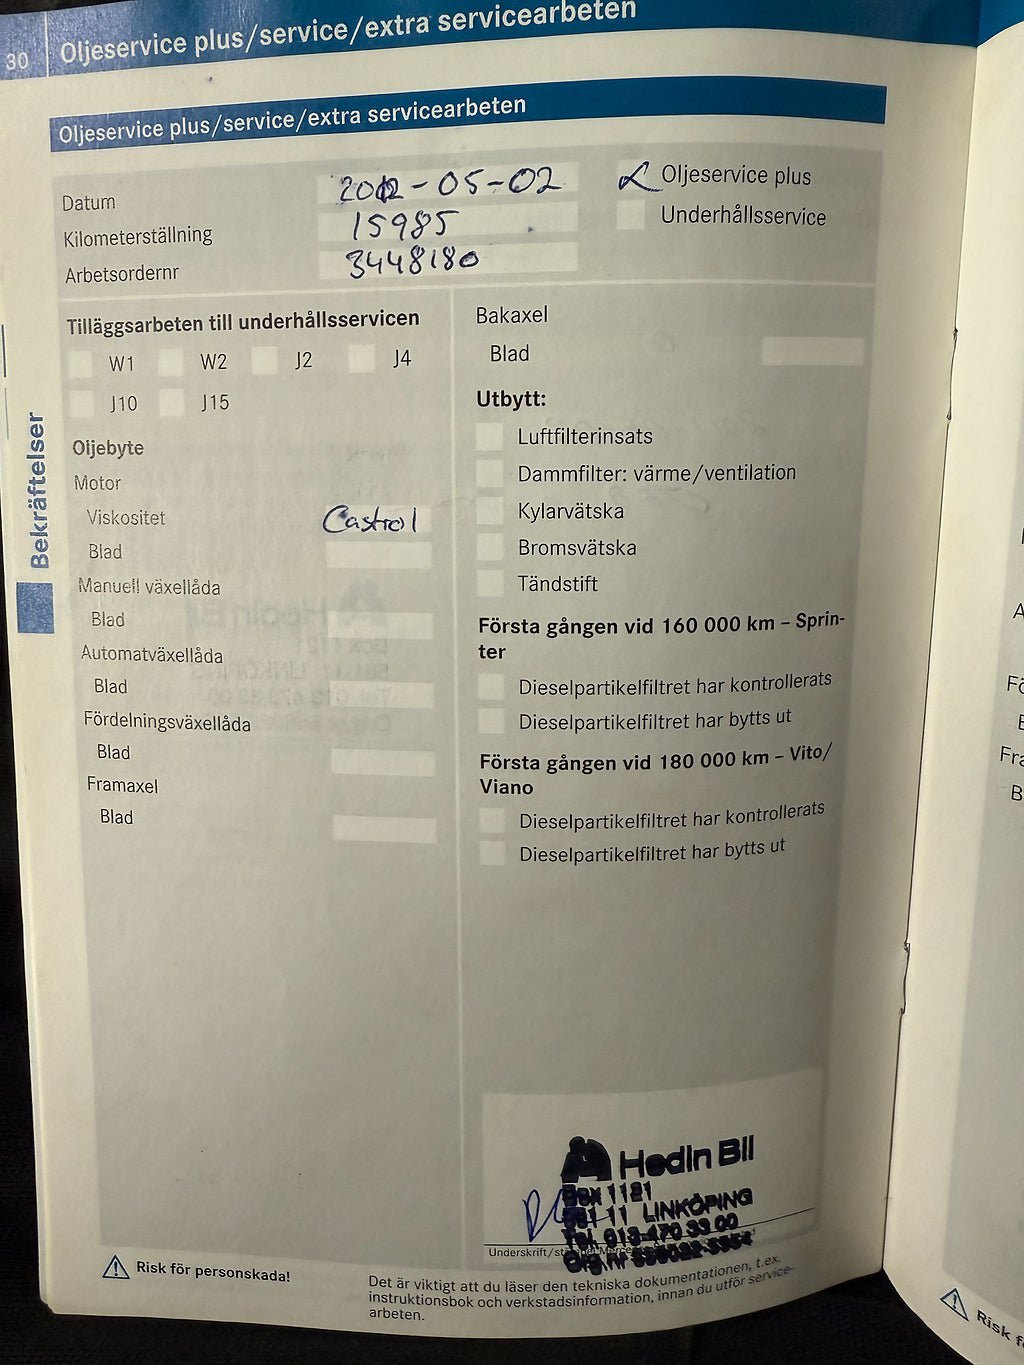 30 Oljeservice plus/service/extra servicearbeten
Oljeservice plus/service/extra servicearbeten
Datum 2012-05-02
Kilometerställning 15985
Arbetsordernr 3448180
Oljeservice plus
Underhållsservice
Tilläggsarbeten till underhållsservicen
W1 W2 J2 J4
J10 J15
Oljebyte
Motor
Viskositet Castrol
Blad
Manuell växellåda
Blad
Automatväxellåda
Blad
Fördelningsväxellåda
Blad
Framaxel
Blad
Bakaxel
Blad
Utbytt:
Luftfilterinsats
Dammfilter: värme/ventilation
Kylarvätska
Bromsvätska
Tändstift
Första gången vid 160 000 km – Sprin-
ter
Dieselpartikelfiltret har kontrollerats
Dieselpartikelfiltret har bytts ut
Första gången vid 180 000 km – Vito/
Viano
Dieselpartikelfiltret har kontrollerats
Dieselpartikelfiltret har bytts ut
Bekräftelser
Hedin Bil
Box 1121
581 11 LINKÖPING
Tel. 013-470 33 00
Org.nr
Underskrift/
Risk för personskada!
Det är viktigt att du läser den tekniska dokumentationen, t.ex.
instruktionsbok och verkstadsinformation, innan du utför service-
arbeten.
Risk f